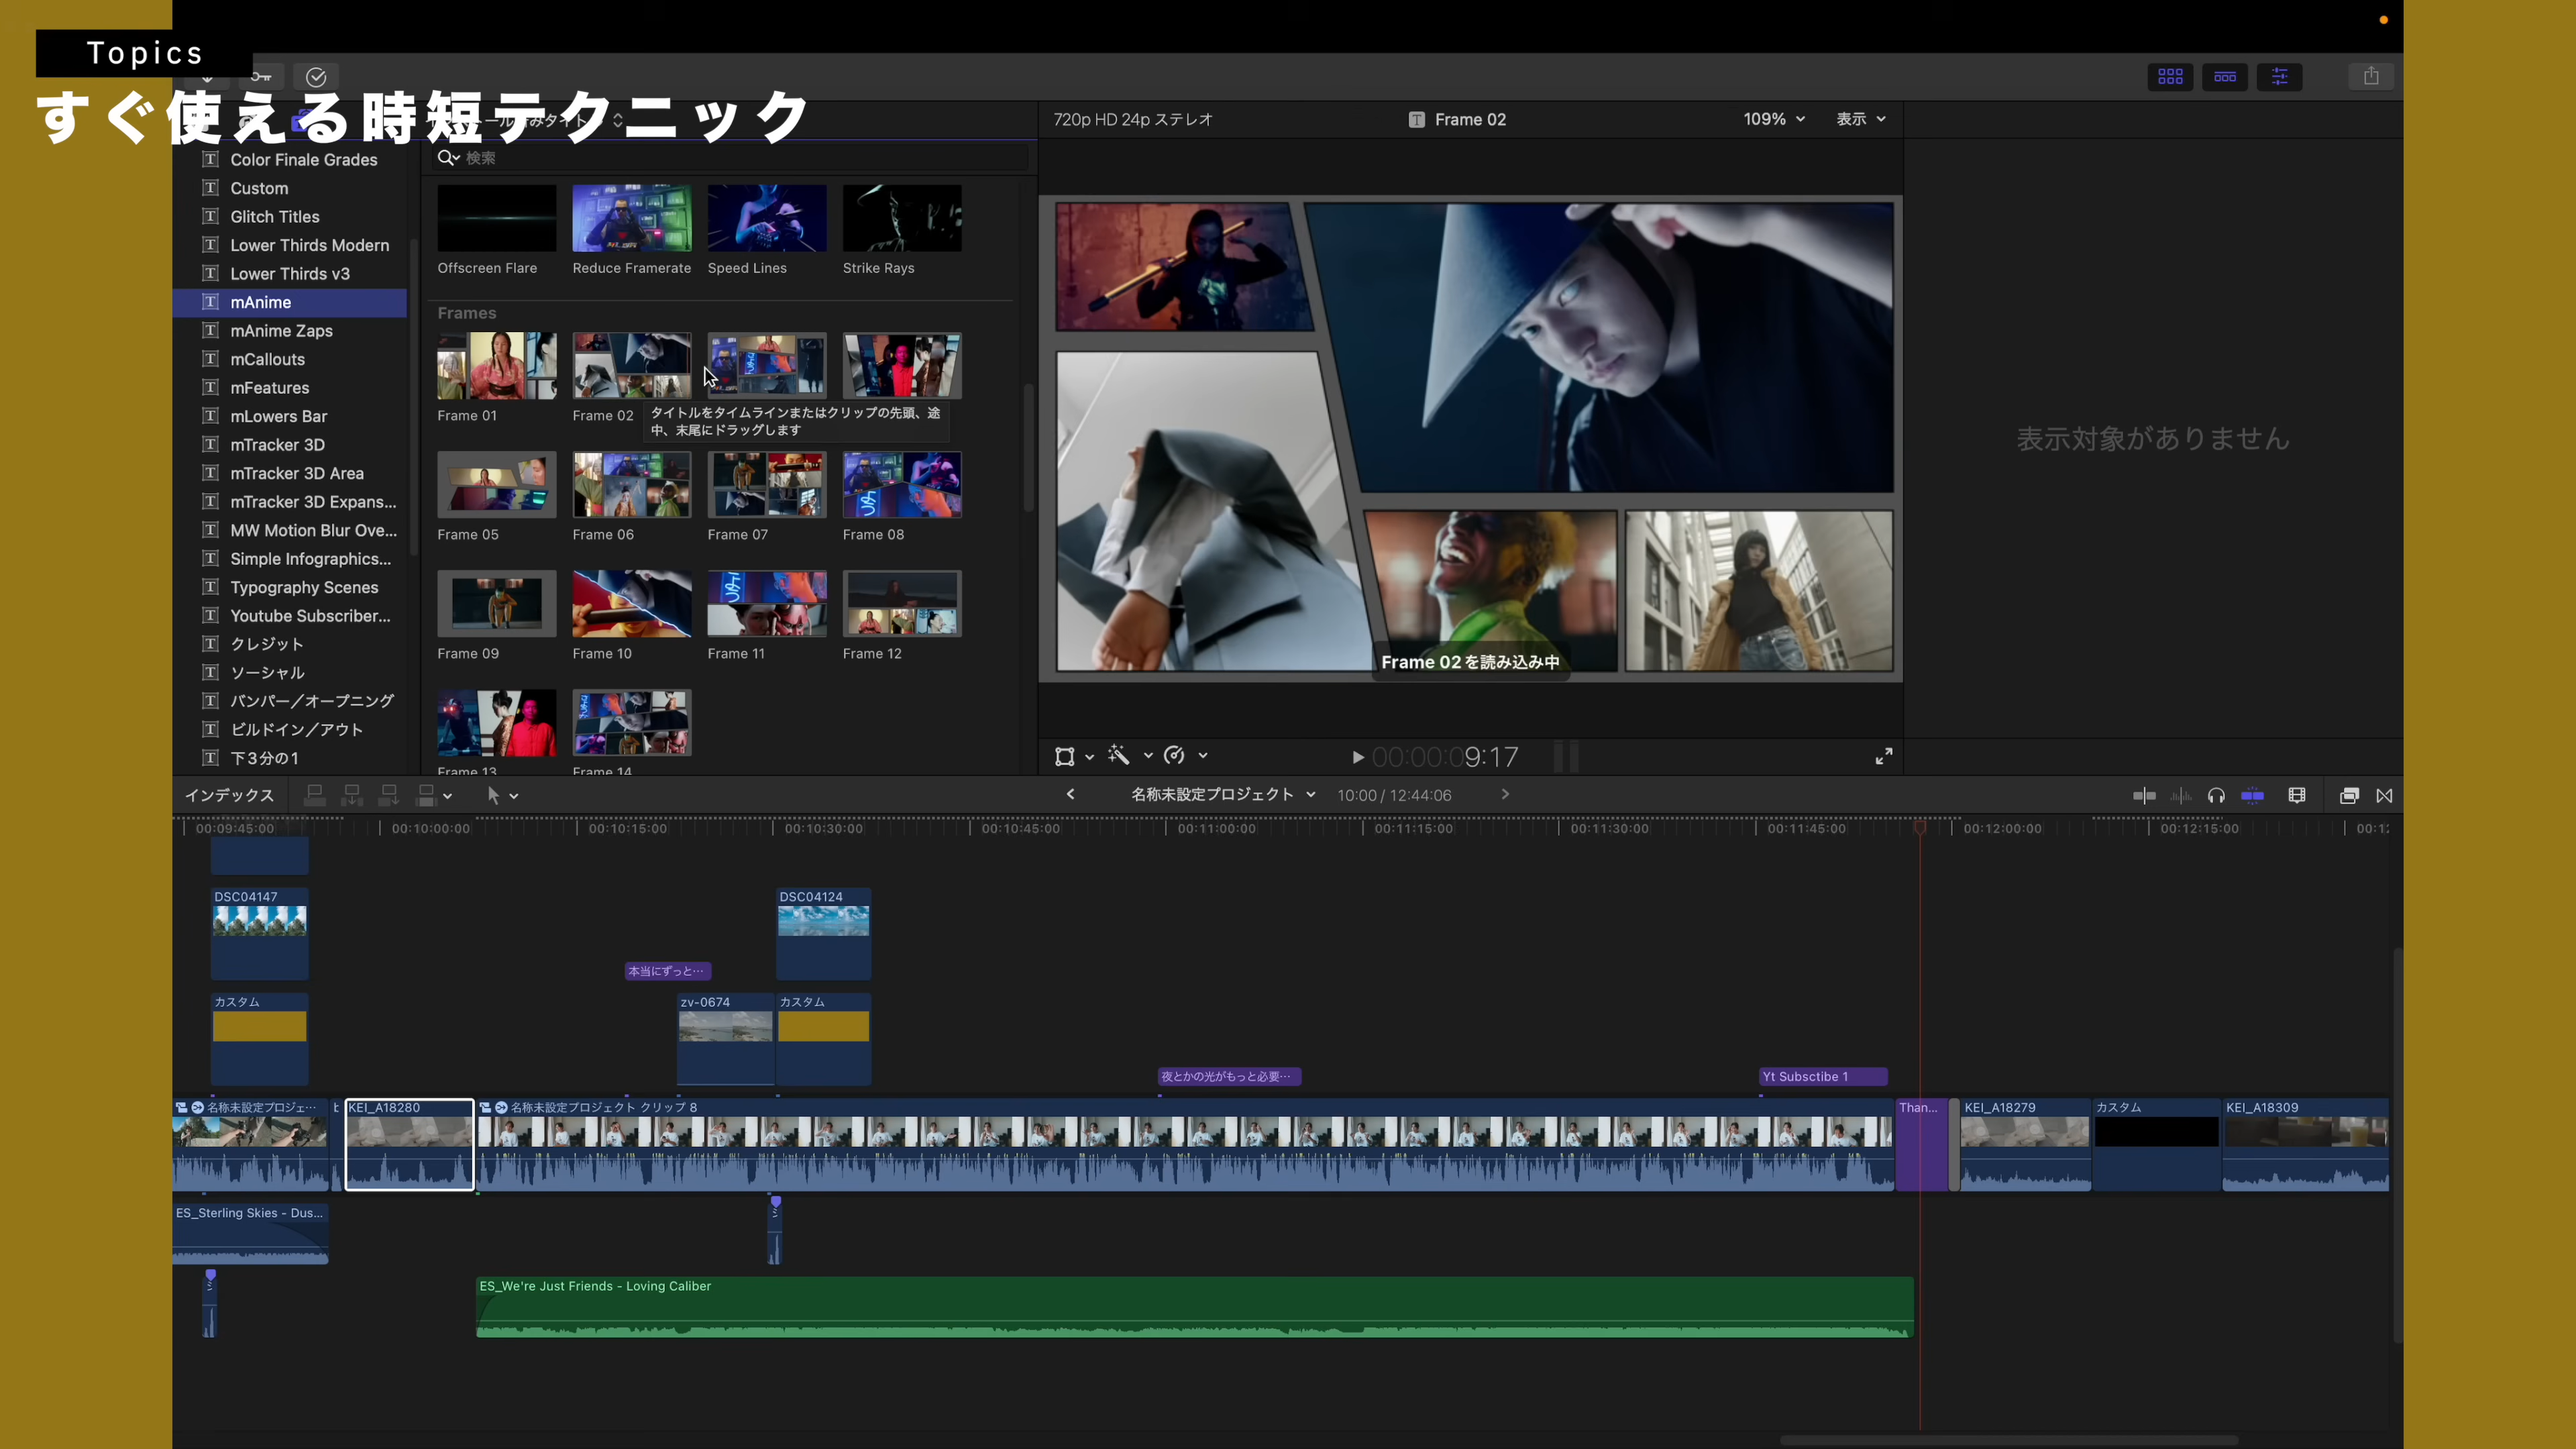 Topics
すぐ使える時短テクニック
検索
720p HD 24p ステレオ
Frame 02
109%
表示
Color Finale Grades
Custom
Glitch Titles
Lower Thirds Modern
Lower Thirds v3
mAnime
mAnime Zaps
mCallouts
mFeatures
mLowers Bar
mTracker 3D
mTracker 3D Area
mTracker 3D Expans...
MW Motion Blur Ove...
Simple Infographics...
Typography Scenes
Youtube Subscriber...
クレジット
ソーシャル
バンパー／オープニング
ビルドイン／アウト
下3分の1
Offscreen Flare
Reduce Framerate
Speed Lines
Strike Rays
Frames
Frame 01
Frame 02
タイトルをタイムラインまたはクリップの先頭、途
中、末尾にドラッグします
Frame 05
Frame 06
Frame 07
Frame 08
Frame 09
Frame 10
Frame 11
Frame 12
Frame 13
Frame 14
Frame 02 を読み込み中
表示対象がありません
00:00:09:17
インデックス
名称未設定プロジェクト
10:00 / 12:44:06
00:09:45:00
00:10:00:00
00:10:15:00
00:10:30:00
00:10:45:00
00:11:00:00
00:11:15:00
00:11:30:00
00:11:45:00
00:12:00:00
00:12:15:00
DSC04147
DSC04124
本当にずっと…
カスタム
zv-0674
カスタム
夜とかの光がもっと必要…
Yt Subsctibe 1
名称未設定プロジェ…
KEI_A18280
名称未設定プロジェクト クリップ 8
Than...
KEI_A18279
カスタム
KEI_A18309
ES_Sterling Skies - Dus...
ES_We're Just Friends - Loving Caliber